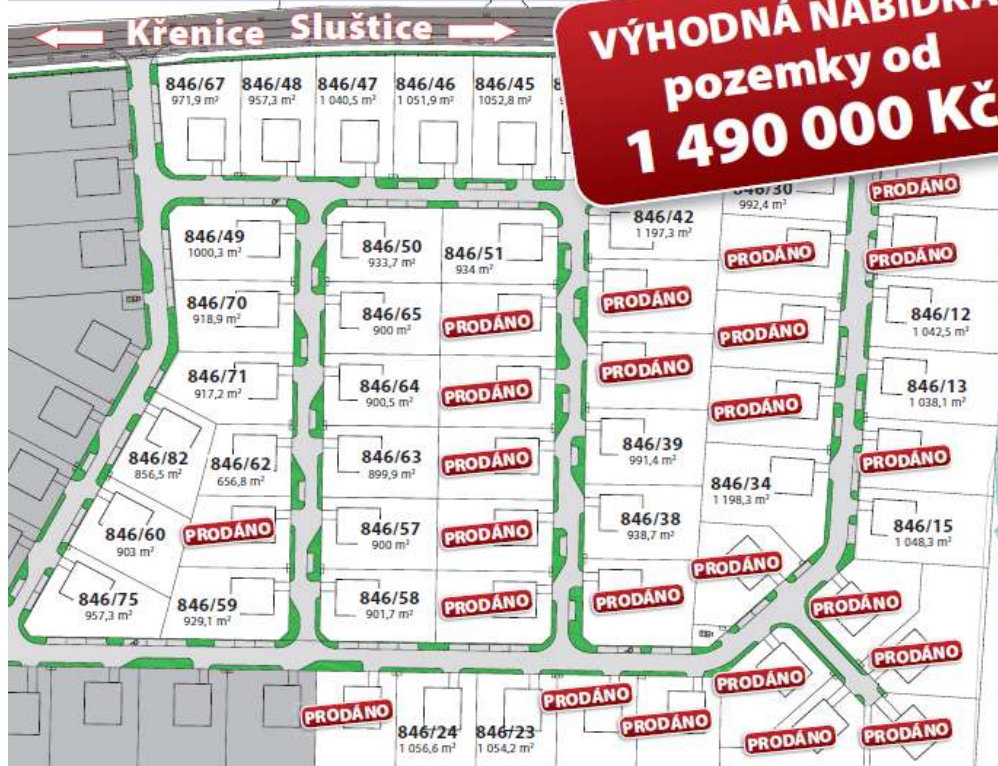 Křenice Sluštice
VÝHODNÁ NABÍDKA
pozemky od
1 490 000 Kč
846/67
971,9 m²
846/48
957,3 m²
846/47
1 040,5 m²
846/46
1 051,9 m²
846/45
1052,8 m²
846/30
992,4 m²
PRODÁNO
846/42
1 197,3 m²
846/49
1000,3 m²
846/50
933,7 m²
846/51
934 m²
PRODÁNO
PRODÁNO
846/70
918,9 m²
846/65
900 m²
PRODÁNO
PRODÁNO
PRODÁNO
846/12
1 042,5 m²
846/71
917,2 m²
846/64
900,5 m²
PRODÁNO
PRODÁNO
PRODÁNO
846/13
1 038,1 m²
846/82
856,5 m²
846/62
656,8 m²
846/63
899,9 m²
PRODÁNO
846/39
991,4 m²
846/34
1 198,3 m²
PRODÁNO
846/60
903 m²
PRODÁNO
846/57
900 m²
PRODÁNO
846/38
938,7 m²
846/15
1 048,3 m²
PRODÁNO
846/75
957,3 m²
846/59
929,1 m²
846/58
901,7 m²
PRODÁNO
PRODÁNO
PRODÁNO
PRODÁNO
PRODÁNO
PRODÁNO
846/24
1 056,6 m²
846/23
1 054,2 m²
PRODÁNO
PRODÁNO
PRODÁNO
PRODÁNO